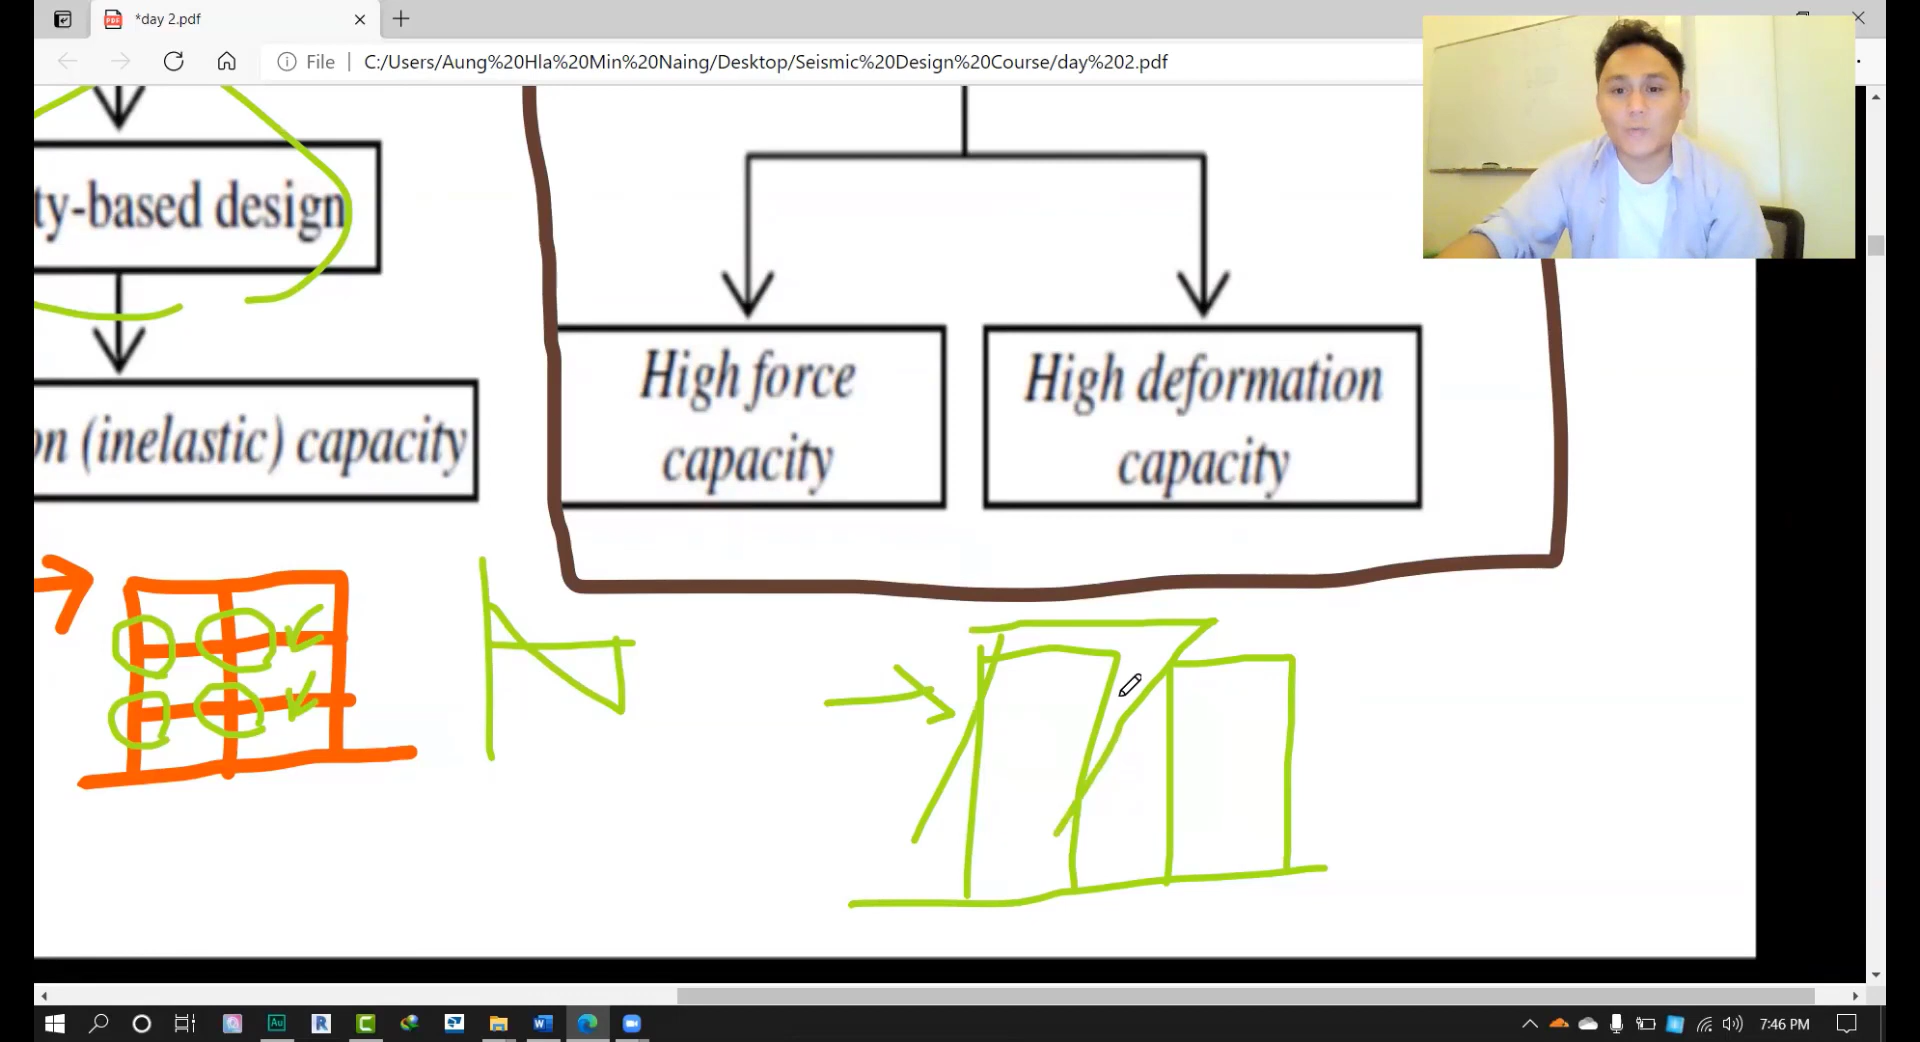 *day 2.pdf
File
C:/Users/Aung%20Hla%20Min%20Naing/Desktop/Seismic%20Design%20Course/day%202.pdf
ty-based design
on (inelastic) capacity
High force
capacity
High deformation
capacity
7:46 PM